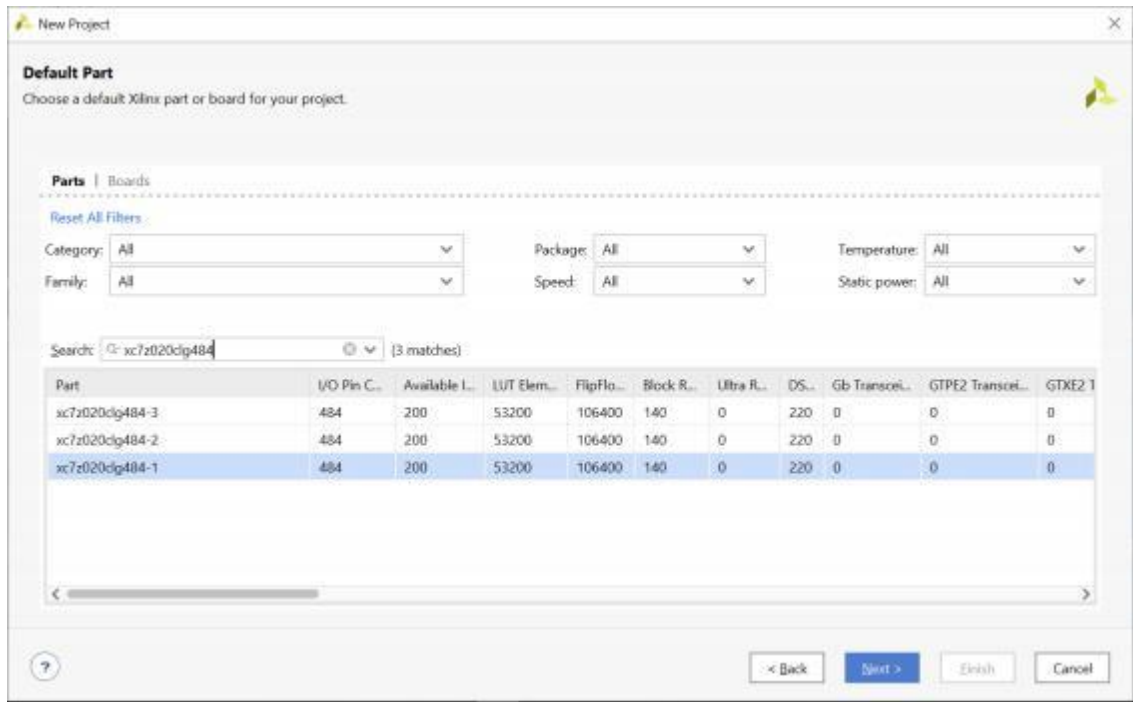 New Project
Default Part
Choose a default Xilinx part or board for your project.
Parts | Boards
Reset All Filters
Category: All Package: All Temperature: All
Family: All Speed: All Static power: All
Search: xc7z020clg484 (3 matches)
Part I/O Pin C... Available I... LUT Elem... FlipFlo... Block R... Ultra R... DS... Gb Transcei... GTPE2 Transcei... GTXE2 T
xc7z020clg484-3 484 200 53200 106400 140 0 220 0 0 0
xc7z020clg484-2 484 200 53200 106400 140 0 220 0 0 0
xc7z020clg484-1 484 200 53200 106400 140 0 220 0 0 0
? < Back Next > Finish Cancel